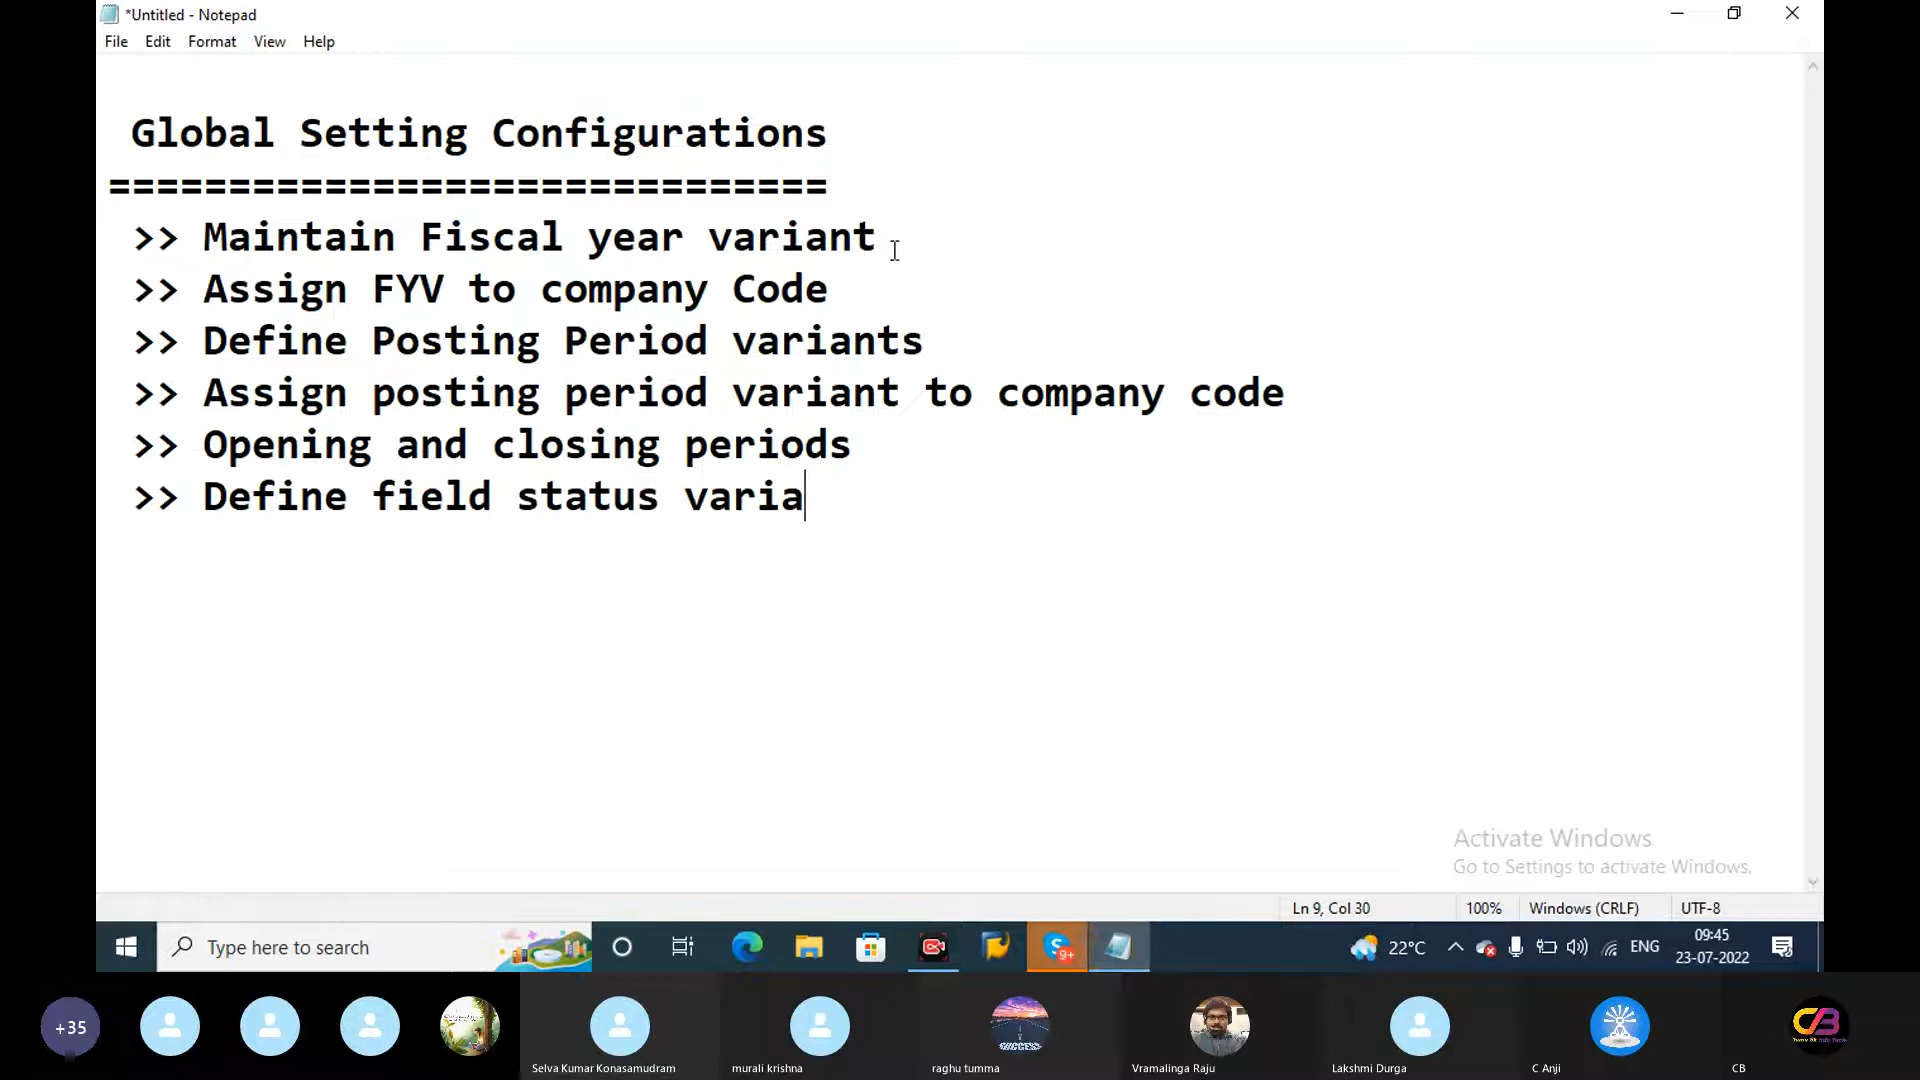 *Untitled - Notepad
File Edit Format View Help
Global Setting Configurations
==============================
>> Maintain Fiscal year variant
>> Assign FYV to company Code
>> Define Posting Period variants
>> Assign posting period variant to company code
>> Opening and closing periods
>> Define field status varia
Activate Windows
Go to Settings to activate Windows.
Ln 9, Col 30 100% Windows (CRLF) UTF-8
Type here to search 9+ 22°C ENG 09:45
23-07-2022
+35
Selva Kumar Konasamudram murali krishna raghu tumma Vramalinga Raju Lakshmi Durga C Anji CB